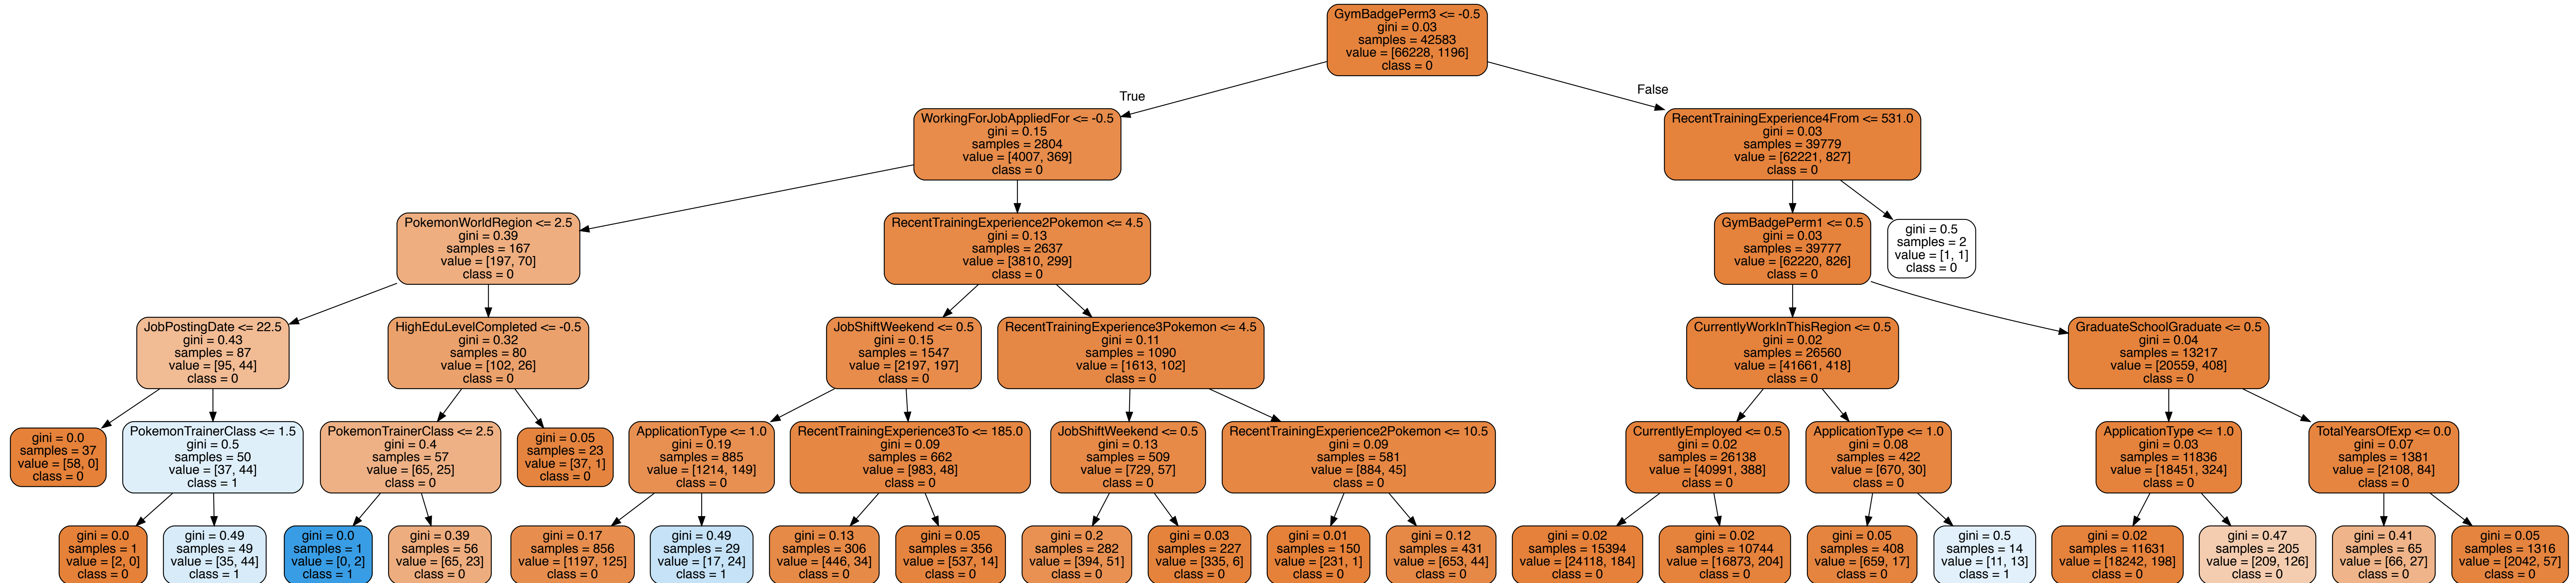 GymBadgePerm3 <= -0.5
gini = 0.03
samples = 42583
value = [66228, 1196]
class = 0
True
False
WorkingForJobAppliedFor <= -0.5
gini = 0.15
samples = 2804
value = [4007, 369]
class = 0
RecentTrainingExperience4From <= 531.0
gini = 0.03
samples = 39779
value = [62221, 827]
class = 0
PokemonWorldRegion <= 2.5
gini = 0.39
samples = 167
value = [197, 70]
class = 0
RecentTrainingExperience2Pokemon <= 4.5
gini = 0.13
samples = 2637
value = [3810, 299]
class = 0
GymBadgePerm1 <= 0.5
gini = 0.03
samples = 39777
value = [62220, 826]
class = 0
gini = 0.5
samples = 2
value = [1, 1]
class = 0
JobPostingDate <= 22.5
gini = 0.43
samples = 87
value = [95, 44]
class = 0
HighEduLevelCompleted <= -0.5
gini = 0.32
samples = 80
value = [102, 26]
class = 0
JobShiftWeekend <= 0.5
gini = 0.15
samples = 1547
value = [2197, 197]
class = 0
RecentTrainingExperience3Pokemon <= 4.5
gini = 0.11
samples = 1090
value = [1613, 102]
class = 0
CurrentlyWorkInThisRegion <= 0.5
gini = 0.02
samples = 26560
value = [41661, 418]
class = 0
GraduateSchoolGraduate <= 0.5
gini = 0.04
samples = 13217
value = [20559, 408]
class = 0
gini = 0.0
samples = 37
value = [58, 0]
class = 0
PokemonTrainerClass <= 1.5
gini = 0.5
samples = 50
value = [37, 44]
class = 1
PokemonTrainerClass <= 2.5
gini = 0.4
samples = 57
value = [65, 25]
class = 0
gini = 0.05
samples = 23
value = [37, 1]
class = 0
ApplicationType <= 1.0
gini = 0.19
samples = 885
value = [1214, 149]
class = 0
RecentTrainingExperience3To <= 185.0
gini = 0.09
samples = 662
value = [983, 48]
class = 0
JobShiftWeekend <= 0.5
gini = 0.13
samples = 509
value = [729, 57]
class = 0
RecentTrainingExperience2Pokemon <= 10.5
gini = 0.09
samples = 581
value = [884, 45]
class = 0
CurrentlyEmployed <= 0.5
gini = 0.02
samples = 26138
value = [40991, 388]
class = 0
ApplicationType <= 1.0
gini = 0.08
samples = 422
value = [670, 30]
class = 0
ApplicationType <= 1.0
gini = 0.03
samples = 11836
value = [18451, 324]
class = 0
TotalYearsOfExp <= 0.0
gini = 0.07
samples = 1381
value = [2108, 84]
class = 0
gini = 0.0
samples = 1
value = [2, 0]
class = 0
gini = 0.49
samples = 49
value = [35, 44]
class = 1
gini = 0.0
samples = 1
value = [0, 2]
class = 1
gini = 0.39
samples = 56
value = [65, 23]
class = 0
gini = 0.17
samples = 856
value = [1197, 125]
class = 0
gini = 0.49
samples = 29
value = [17, 24]
class = 1
gini = 0.13
samples = 306
value = [446, 34]
class = 0
gini = 0.05
samples = 356
value = [537, 14]
class = 0
gini = 0.2
samples = 282
value = [394, 51]
class = 0
gini = 0.03
samples = 227
value = [335, 6]
class = 0
gini = 0.01
samples = 150
value = [231, 1]
class = 0
gini = 0.12
samples = 431
value = [653, 44]
class = 0
gini = 0.02
samples = 15394
value = [24118, 184]
class = 0
gini = 0.02
samples = 10744
value = [16873, 204]
class = 0
gini = 0.05
samples = 408
value = [659, 17]
class = 0
gini = 0.5
samples = 14
value = [11, 13]
class = 1
gini = 0.02
samples = 11631
value = [18242, 198]
class = 0
gini = 0.47
samples = 205
value = [209, 126]
class = 0
gini = 0.41
samples = 65
value = [66, 27]
class = 0
gini = 0.05
samples = 1316
value = [2042, 57]
class = 0